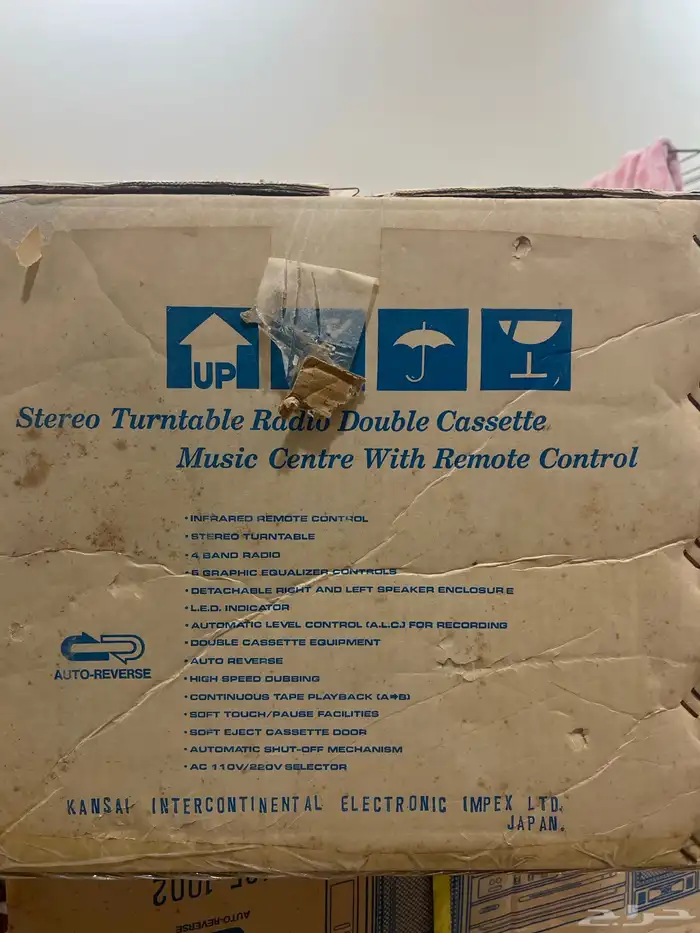 UP
Stereo Turntable Radio Double Cassette
Music Centre With Remote Control
· INFRARED REMOTE CONTROL
· STEREO TURNTABLE
· 4 BAND RADIO
· 5 GRAPHIC EQUALIZER CONTROLS
· DETACHABLE RIGHT AND LEFT SPEAKER ENCLOSURE
· L.E.D. INDICATOR
· AUTOMATIC LEVEL CONTROL (A.L.C.) FOR RECORDING
· DOUBLE CASSETTE EQUIPMENT
· AUTO REVERSE
· HIGH SPEED DUBBING
· CONTINUOUS TAPE PLAYBACK (A➔B)
· SOFT TOUCH/PAUSE FACILITIES
· SOFT EJECT CASSETTE DOOR
· AUTOMATIC SHUT-OFF MECHANISM
· AC 110V/220V SELECTOR
AUTO-REVERSE
KANSAI INTERCONTINENTAL ELECTRONIC IMPEX LTD.
JAPAN.
1002
AUTO-REVERSE
حراج